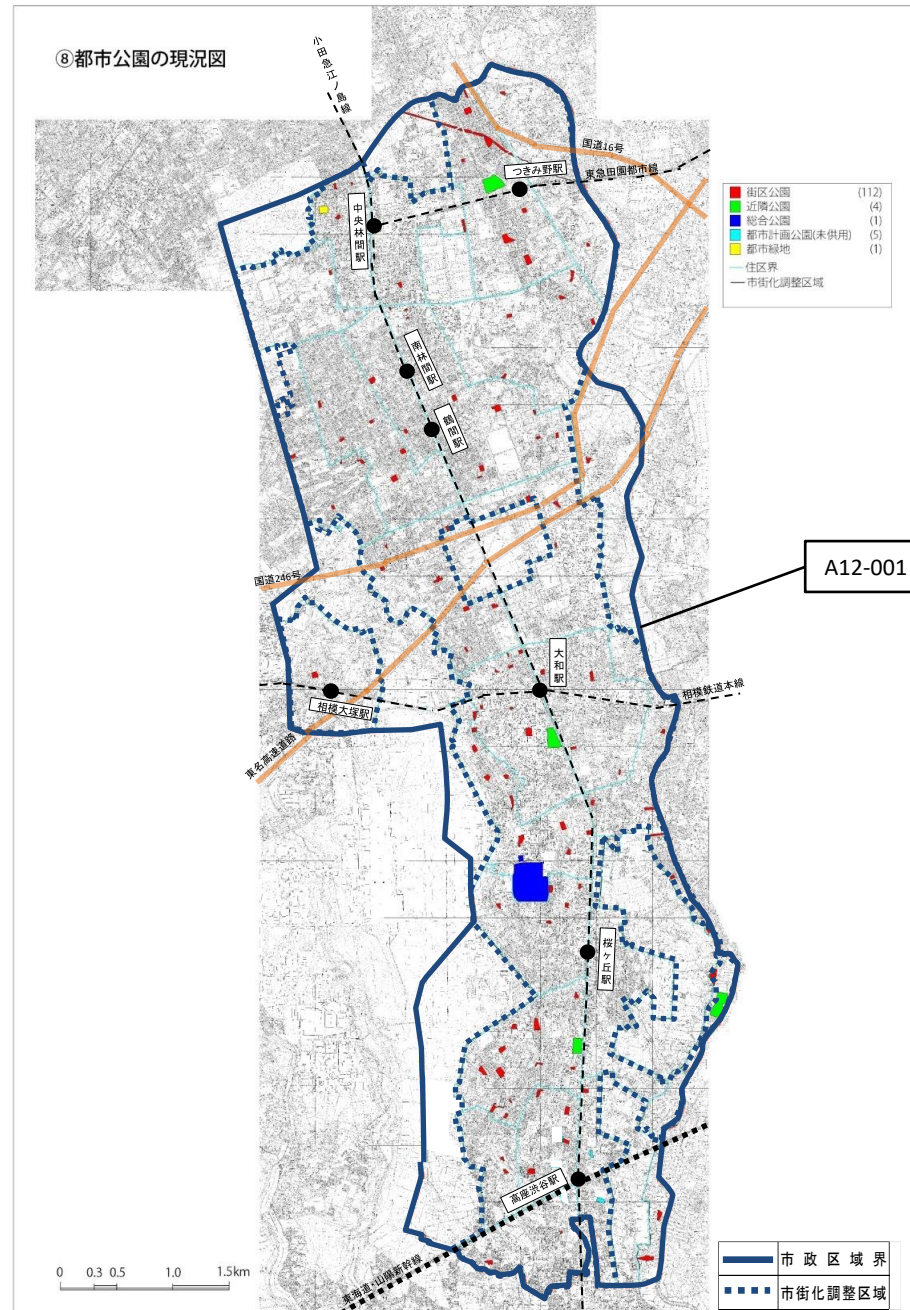 ⑧都市公園の現況図
小田急江ノ島線
国道16号
つきみ野駅
東急田園都市線
中央林間駅
街区公園 (112)
近隣公園 (4)
総合公園 (1)
都市計画公園(未供用) (5)
都市緑地 (1)
住区界
市街化調整区域
南林間駅
鶴間駅
A12-001
国道246号
大和駅
相模鉄道本線
相模大塚駅
東名高速道路
桜ヶ丘駅
高座渋谷駅
東海道・山陽新幹線
0 0.3 0.5 1.0 1.5km
市政区域界
市街化調整区域